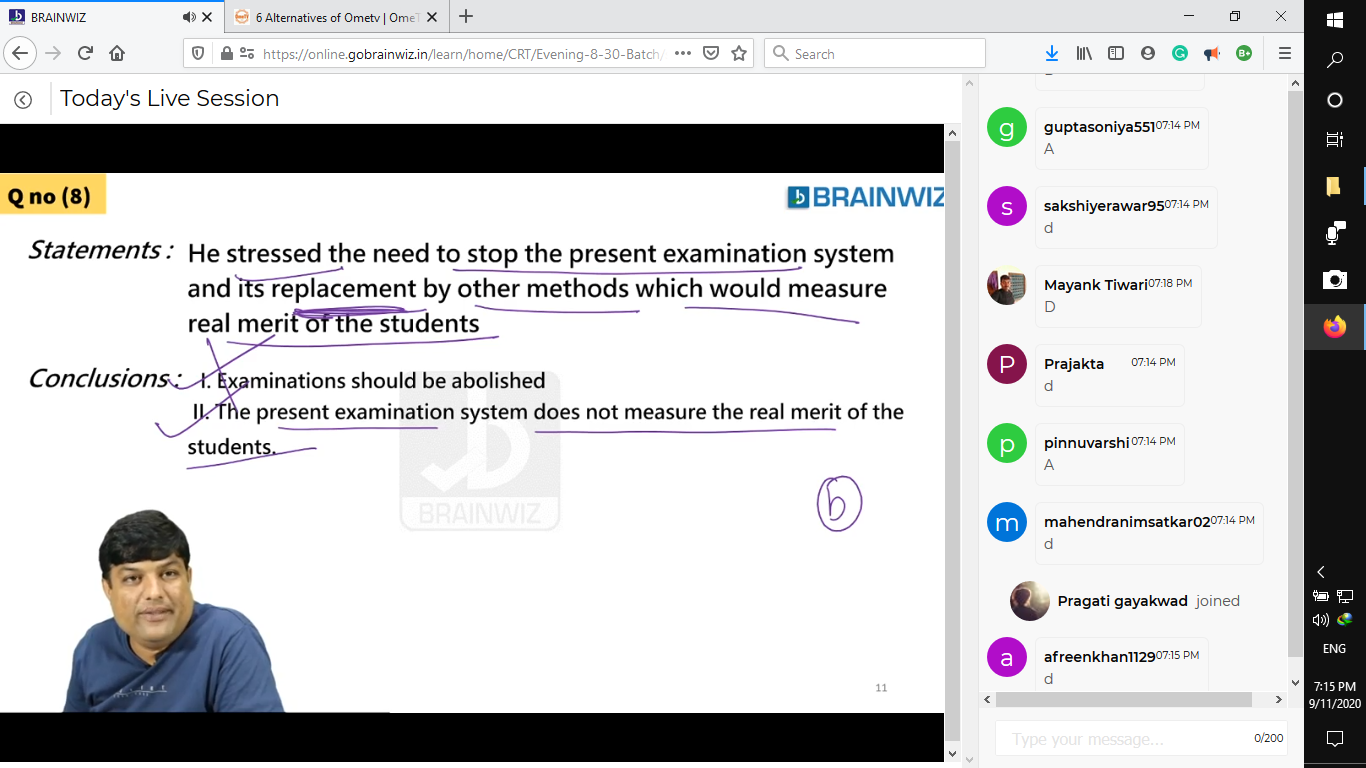 BRAINWIZ
6 Alternatives of Ometv | OmeT
https://online.gobrainwiz.in/learn/home/CRT/Evening-8-30-Batch/
Search
Today's Live Session
Q no (8)
BRAINWIZ
Statements :
He stressed the need to stop the present examination system
and its replacement by other methods which would measure
real merit of the students
Conclusions :
I. Examinations should be abolished
II. The present examination system does not measure the real merit of the
students.
BRAINWIZ
b
11
g
guptasoniya551 07:14 PM
A
s
sakshiyerawar95 07:14 PM
d
Mayank Tiwari 07:18 PM
D
P
Prajakta 07:14 PM
d
p
pinnuvarshi 07:14 PM
A
m
mahendranimsatkar02 07:14 PM
d
Pragati gayakwad joined
a
afreenkhan1129 07:15 PM
d
Type your message...
0/200
B+
ENG
7:15 PM
9/11/2020